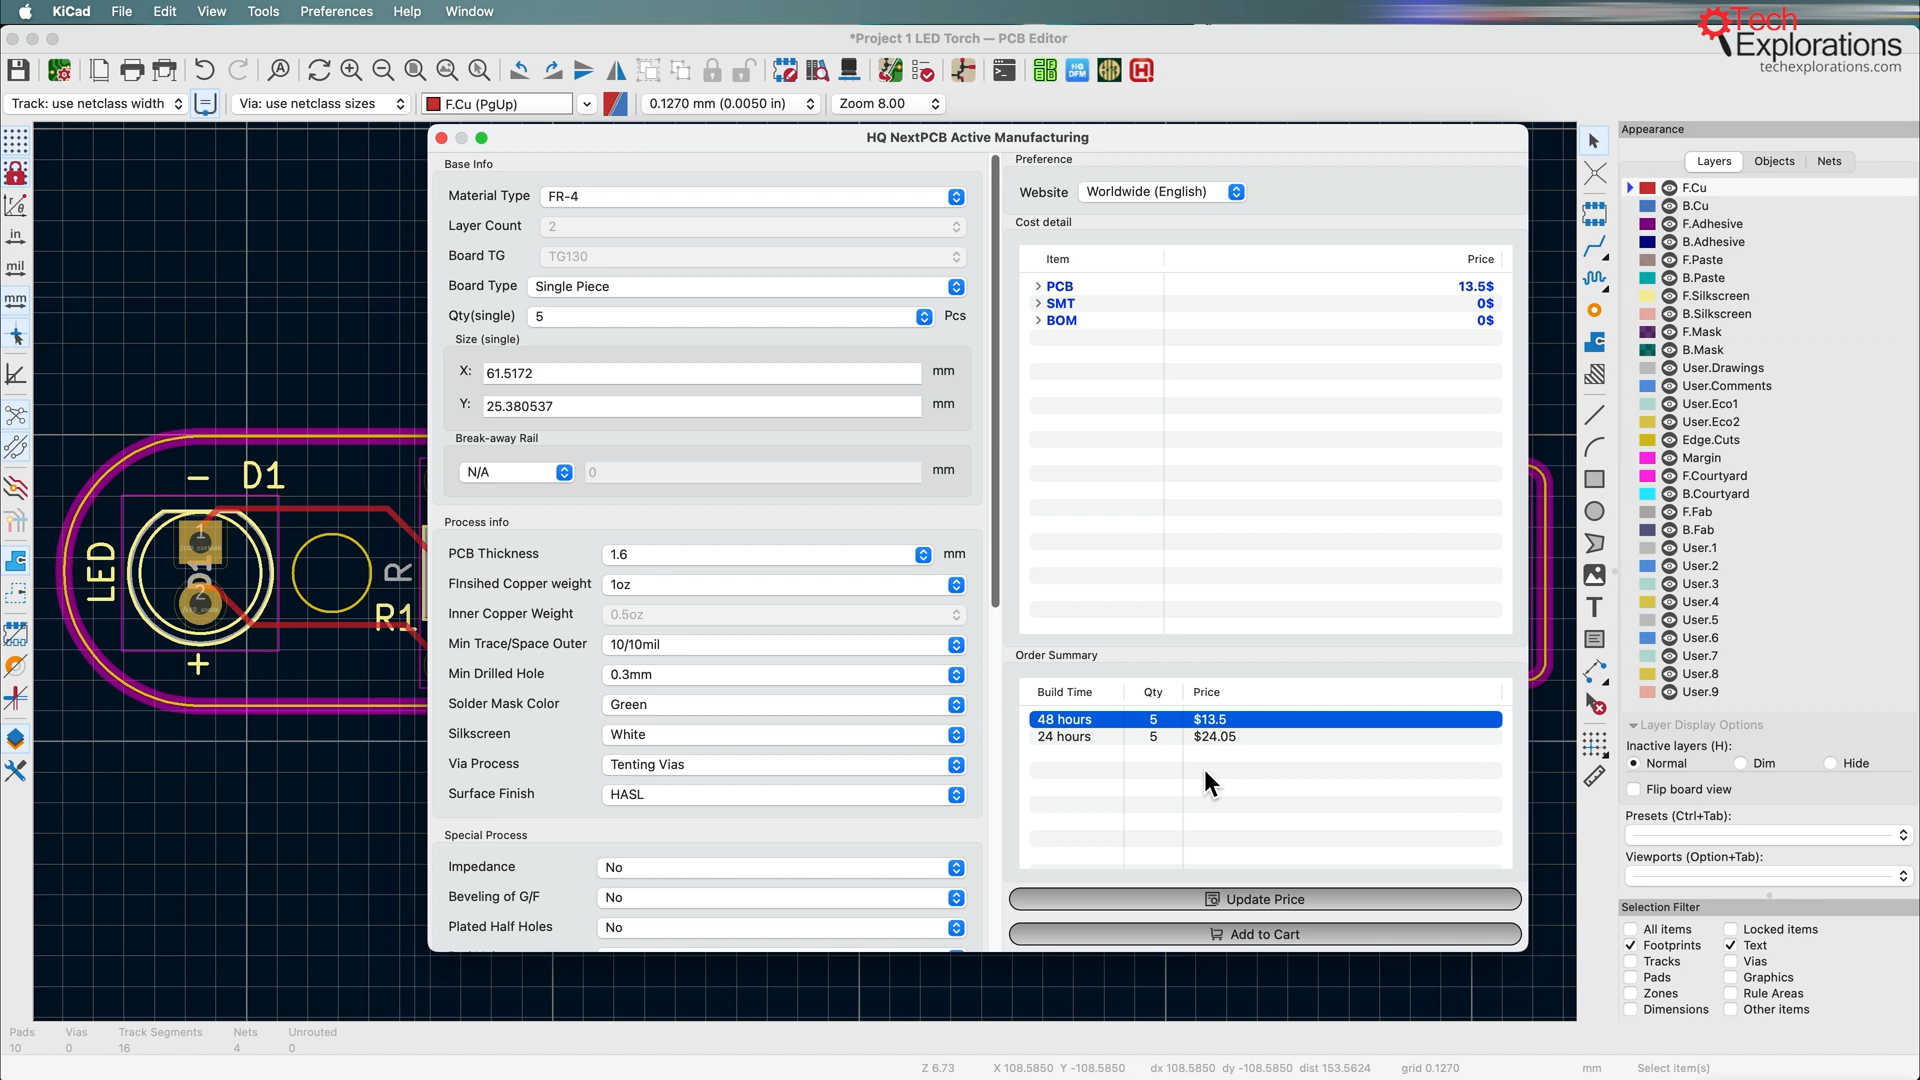 KiCad File Edit View Tools Preferences Help Window
Tech
Explorations
techexplorations.com
*Project 1 LED Torch — PCB Editor
Track: use netclass width
Via: use netclass sizes
F.Cu (PgUp)
0.1270 mm (0.0050 in)
Zoom 8.00
in
mil
mm
HQ NextPCB Active Manufacturing
Base Info
Material Type FR-4
Layer Count 2
Board TG TG130
Board Type Single Piece
Qty(single) 5 Pcs
Size (single)
X: 61.5172 mm
Y: 25.380537 mm
Break-away Rail
N/A 0 mm
Process info
PCB Thickness 1.6 mm
FInsihed Copper weight 1oz
Inner Copper Weight 0.5oz
Min Trace/Space Outer 10/10mil
Min Drilled Hole 0.3mm
Solder Mask Color Green
Silkscreen White
Via Process Tenting Vias
Surface Finish HASL
Special Process
Impedance No
Beveling of G/F No
Plated Half Holes No
Preference
Website Worldwide (English)
Cost detail
Item Price
PCB 13.5$
SMT 0$
BOM 0$
Order Summary
Build Time Qty Price
48 hours 5 $13.5
24 hours 5 $24.05
Update Price
Add to Cart
D1
LED
1
D1
2
R
R1
Appearance
Layers Objects Nets
F.Cu
B.Cu
F.Adhesive
B.Adhesive
F.Paste
B.Paste
F.Silkscreen
B.Silkscreen
F.Mask
B.Mask
User.Drawings
User.Comments
User.Eco1
User.Eco2
Edge.Cuts
Margin
F.Courtyard
B.Courtyard
F.Fab
B.Fab
User.1
User.2
User.3
User.4
User.5
User.6
User.7
User.8
User.9
Layer Display Options
Inactive layers (H):
Normal Dim Hide
Flip board view
Presets (Ctrl+Tab):
Viewports (Option+Tab):
Selection Filter
All items Locked items
Footprints Text
Tracks Vias
Pads Graphics
Zones Rule Areas
Dimensions Other items
Pads Vias Track Segments Nets Unrouted
10 0 16 4 0
Z 6.73 X 108.5850 Y -108.5850 dx 108.5850 dy -108.5850 dist 153.5624 grid 0.1270 mm Select item(s)